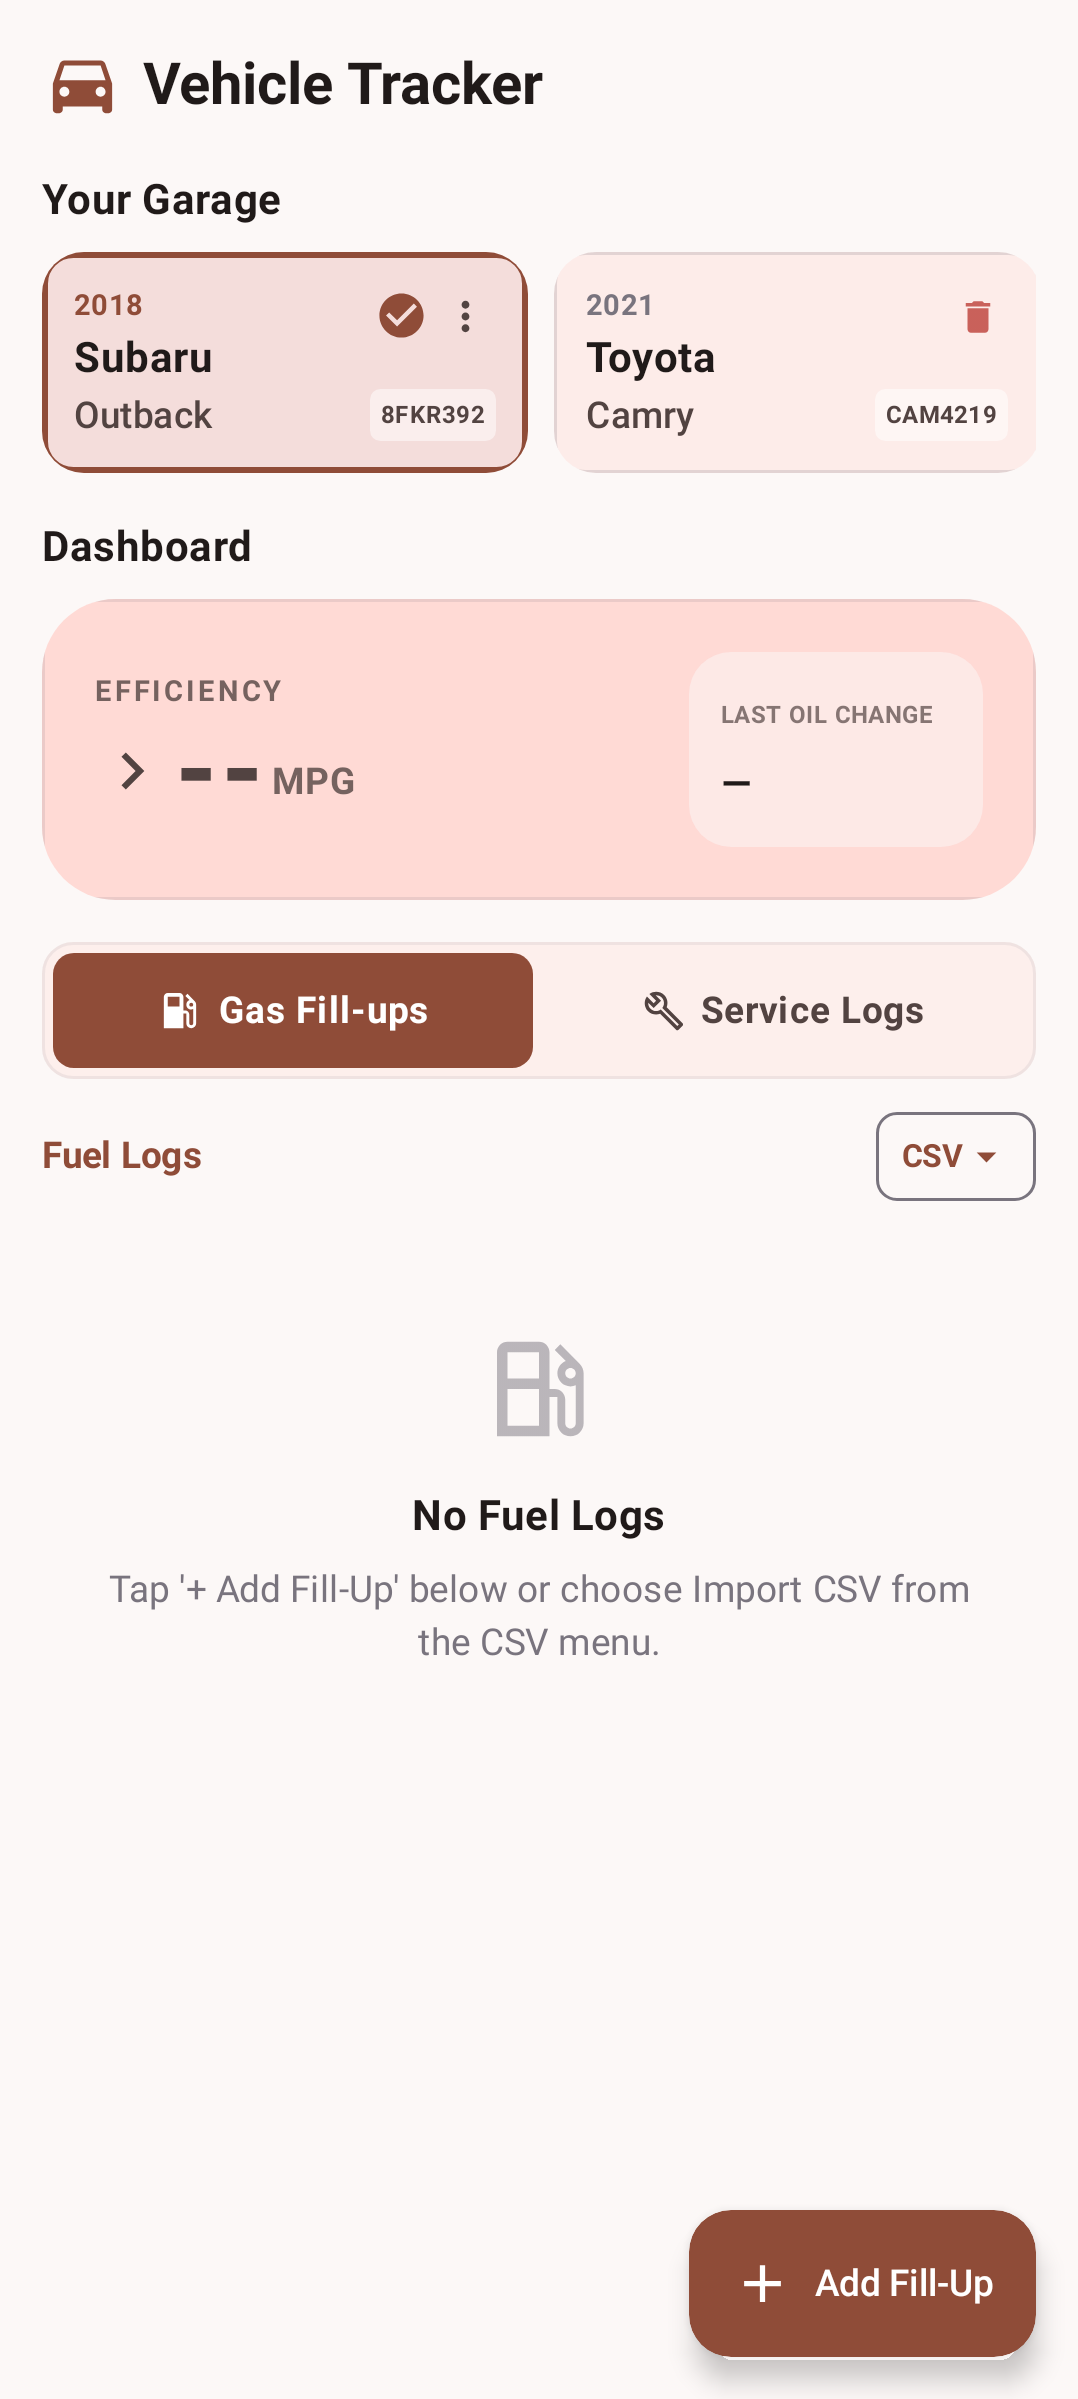 Vehicle Tracker
Your Garage
2018
Subaru
Outback
8FKR392
2021
Toyota
Camry
CAM4219
Dashboard
EFFICIENCY
-- MPG
LAST OIL CHANGE
–
Gas Fill-ups
Service Logs
Fuel Logs
CSV
No Fuel Logs
Tap '+ Add Fill-Up' below or choose Import CSV from
the CSV menu.
+ Add Fill-Up